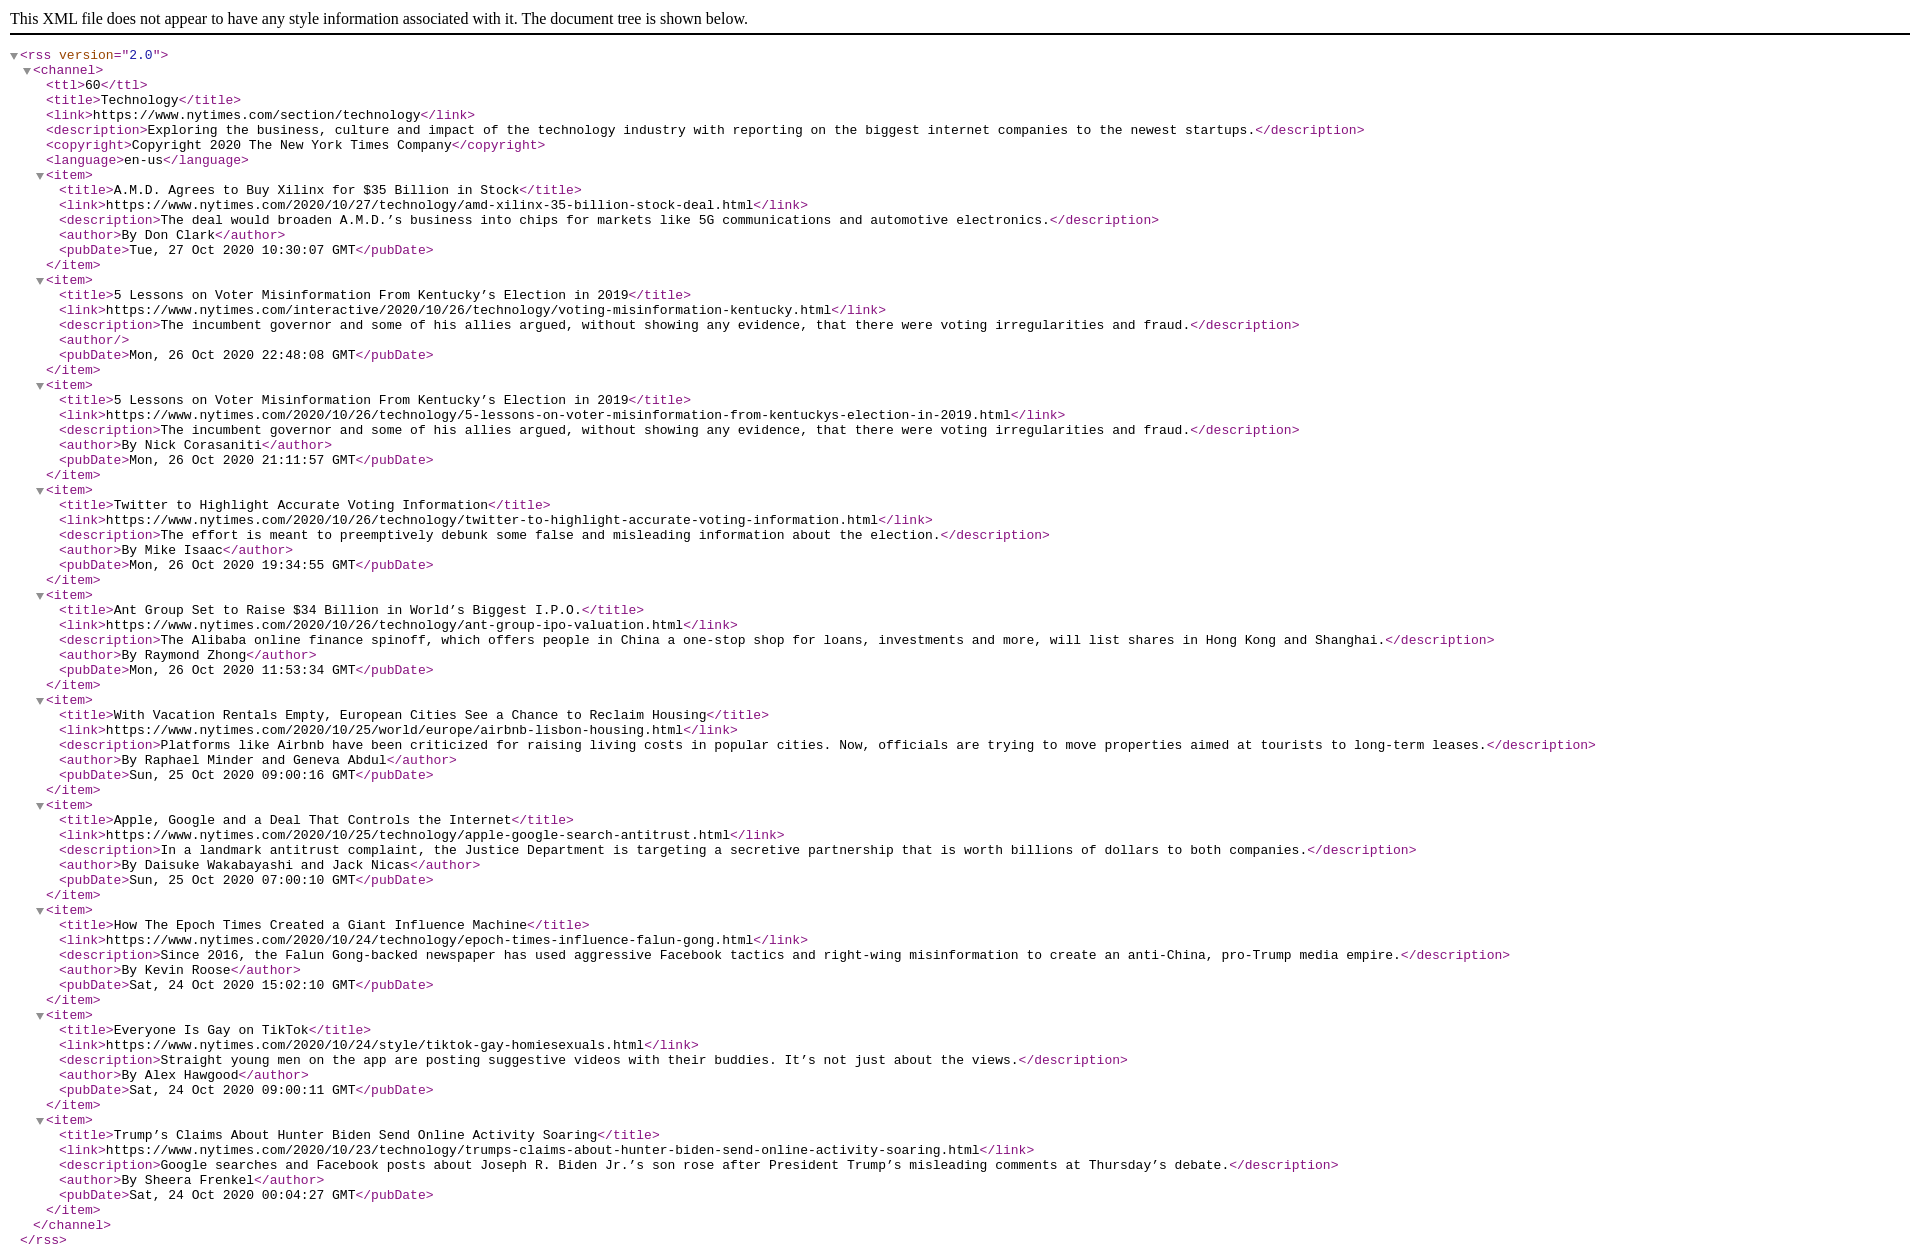 This XML file does not appear to have any style information associated with it. The document tree is shown below.
<rss version="2.0">
<channel>
<ttl>60</ttl>
<title>Technology</title>
<link>https://www.nytimes.com/section/technology</link>
<description>Exploring the business, culture and impact of the technology industry with reporting on the biggest internet companies to the newest startups.</description>
<copyright>Copyright 2020 The New York Times Company</copyright>
<language>en-us</language>
<item>
<title>A.M.D. Agrees to Buy Xilinx for $35 Billion in Stock</title>
<link>https://www.nytimes.com/2020/10/27/technology/amd-xilinx-35-billion-stock-deal.html</link>
<description>The deal would broaden A.M.D.’s business into chips for markets like 5G communications and automotive electronics.</description>
<author>By Don Clark</author>
<pubDate>Tue, 27 Oct 2020 10:30:07 GMT</pubDate>
</item>
<item>
<title>5 Lessons on Voter Misinformation From Kentucky’s Election in 2019</title>
<link>https://www.nytimes.com/interactive/2020/10/26/technology/voting-misinformation-kentucky.html</link>
<description>The incumbent governor and some of his allies argued, without showing any evidence, that there were voting irregularities and fraud.</description>
<author/>
<pubDate>Mon, 26 Oct 2020 22:48:08 GMT</pubDate>
</item>
<item>
<title>5 Lessons on Voter Misinformation From Kentucky’s Election in 2019</title>
<link>https://www.nytimes.com/2020/10/26/technology/5-lessons-on-voter-misinformation-from-kentuckys-election-in-2019.html</link>
<description>The incumbent governor and some of his allies argued, without showing any evidence, that there were voting irregularities and fraud.</description>
<author>By Nick Corasaniti</author>
<pubDate>Mon, 26 Oct 2020 21:11:57 GMT</pubDate>
</item>
<item>
<title>Twitter to Highlight Accurate Voting Information</title>
<link>https://www.nytimes.com/2020/10/26/technology/twitter-to-highlight-accurate-voting-information.html</link>
<description>The effort is meant to preemptively debunk some false and misleading information about the election.</description>
<author>By Mike Isaac</author>
<pubDate>Mon, 26 Oct 2020 19:34:55 GMT</pubDate>
</item>
<item>
<title>Ant Group Set to Raise $34 Billion in World’s Biggest I.P.O.</title>
<link>https://www.nytimes.com/2020/10/26/technology/ant-group-ipo-valuation.html</link>
<description>The Alibaba online finance spinoff, which offers people in China a one-stop shop for loans, investments and more, will list shares in Hong Kong and Shanghai.</description>
<author>By Raymond Zhong</author>
<pubDate>Mon, 26 Oct 2020 11:53:34 GMT</pubDate>
</item>
<item>
<title>With Vacation Rentals Empty, European Cities See a Chance to Reclaim Housing</title>
<link>https://www.nytimes.com/2020/10/25/world/europe/airbnb-lisbon-housing.html</link>
<description>Platforms like Airbnb have been criticized for raising living costs in popular cities. Now, officials are trying to move properties aimed at tourists to long-term leases.</description>
<author>By Raphael Minder and Geneva Abdul</author>
<pubDate>Sun, 25 Oct 2020 09:00:16 GMT</pubDate>
</item>
<item>
<title>Apple, Google and a Deal That Controls the Internet</title>
<link>https://www.nytimes.com/2020/10/25/technology/apple-google-search-antitrust.html</link>
<description>In a landmark antitrust complaint, the Justice Department is targeting a secretive partnership that is worth billions of dollars to both companies.</description>
<author>By Daisuke Wakabayashi and Jack Nicas</author>
<pubDate>Sun, 25 Oct 2020 07:00:10 GMT</pubDate>
</item>
<item>
<title>How The Epoch Times Created a Giant Influence Machine</title>
<link>https://www.nytimes.com/2020/10/24/technology/epoch-times-influence-falun-gong.html</link>
<description>Since 2016, the Falun Gong-backed newspaper has used aggressive Facebook tactics and right-wing misinformation to create an anti-China, pro-Trump media empire.</description>
<author>By Kevin Roose</author>
<pubDate>Sat, 24 Oct 2020 15:02:10 GMT</pubDate>
</item>
<item>
<title>Everyone Is Gay on TikTok</title>
<link>https://www.nytimes.com/2020/10/24/style/tiktok-gay-homiesexuals.html</link>
<description>Straight young men on the app are posting suggestive videos with their buddies. It’s not just about the views.</description>
<author>By Alex Hawgood</author>
<pubDate>Sat, 24 Oct 2020 09:00:11 GMT</pubDate>
</item>
<item>
<title>Trump’s Claims About Hunter Biden Send Online Activity Soaring</title>
<link>https://www.nytimes.com/2020/10/23/technology/trumps-claims-about-hunter-biden-send-online-activity-soaring.html</link>
<description>Google searches and Facebook posts about Joseph R. Biden Jr.’s son rose after President Trump’s misleading comments at Thursday’s debate.</description>
<author>By Sheera Frenkel</author>
<pubDate>Sat, 24 Oct 2020 00:04:27 GMT</pubDate>
</item>
</channel>
</rss>